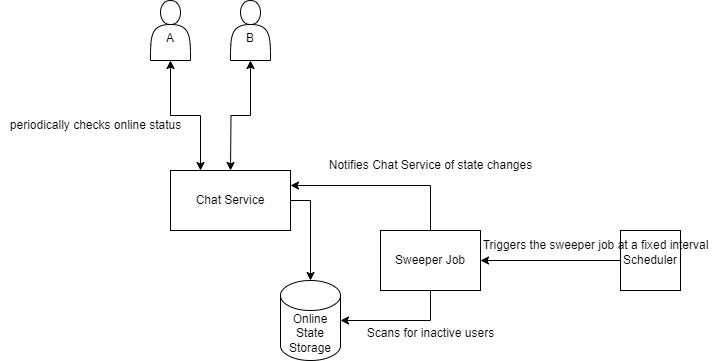 A
B
periodically checks online status
Notifies Chat Service of state changes
Chat Service
Triggers the sweeper job at a fixed interval
Sweeper Job
Scheduler
Online
State
Storage
Scans for inactive users